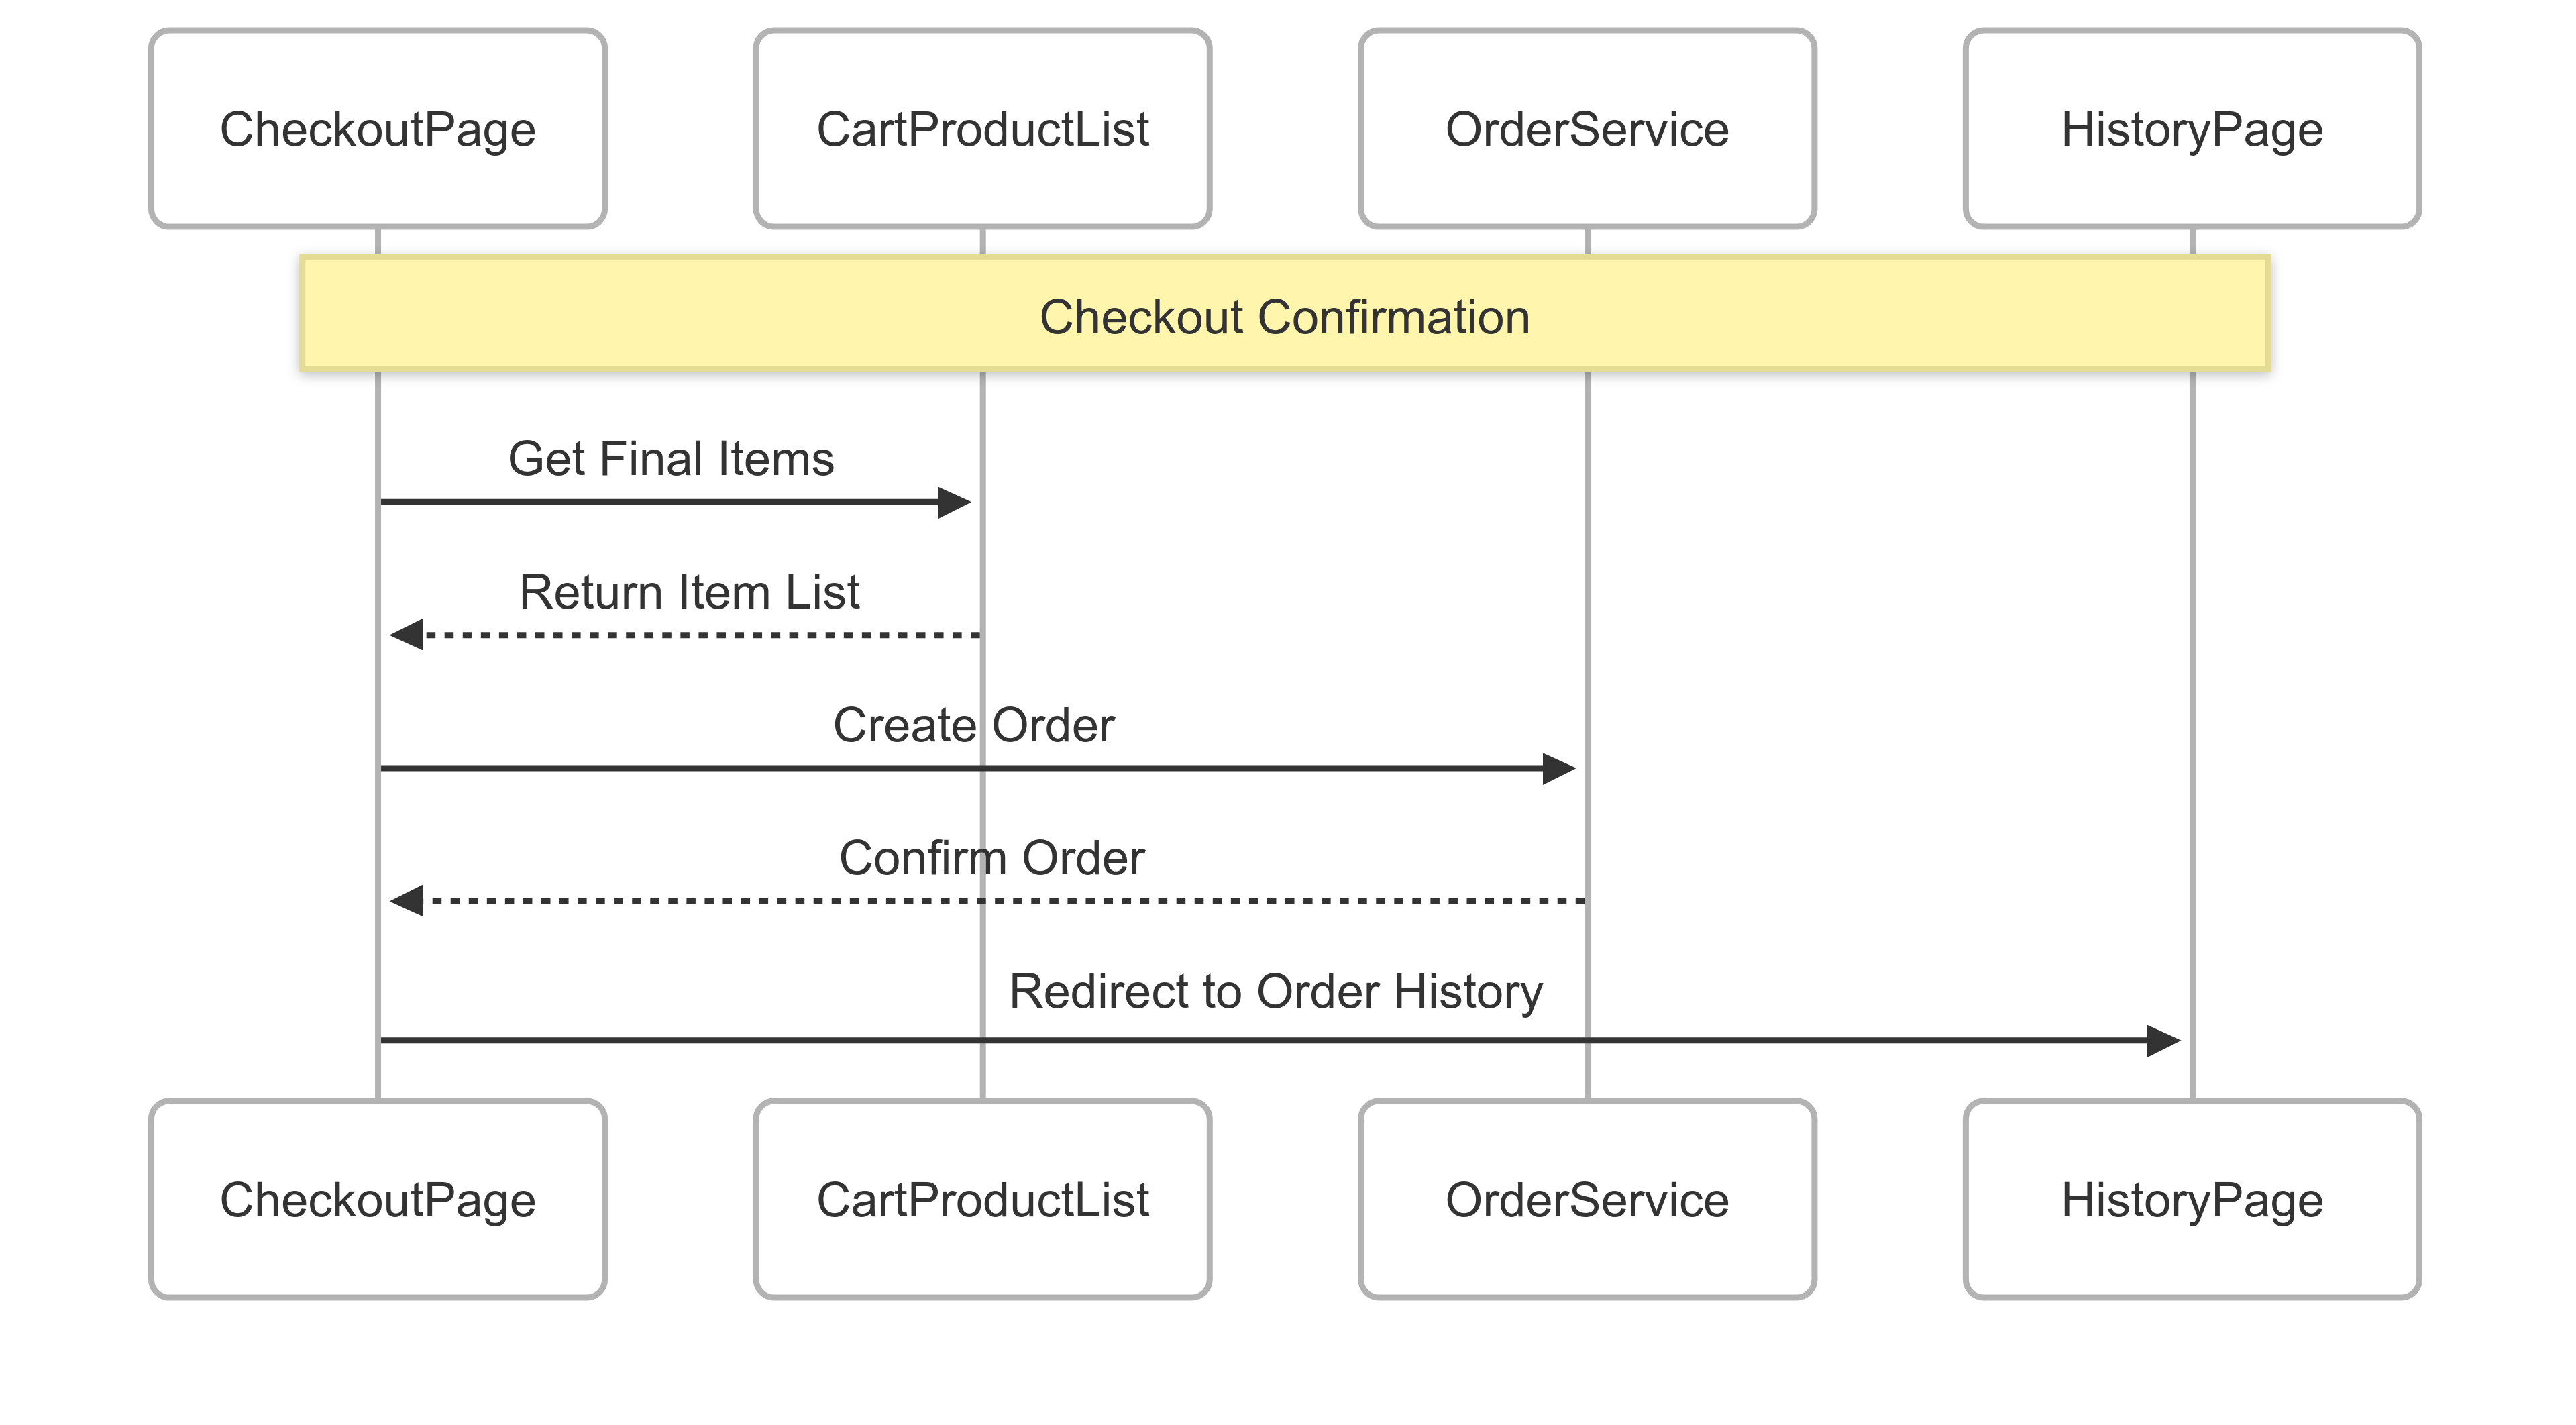 CheckoutPage
CartProductList
OrderService
HistoryPage
Checkout Confirmation
Get Final Items
Return Item List
Create Order
Confirm Order
Redirect to Order History
CheckoutPage
CartProductList
OrderService
HistoryPage